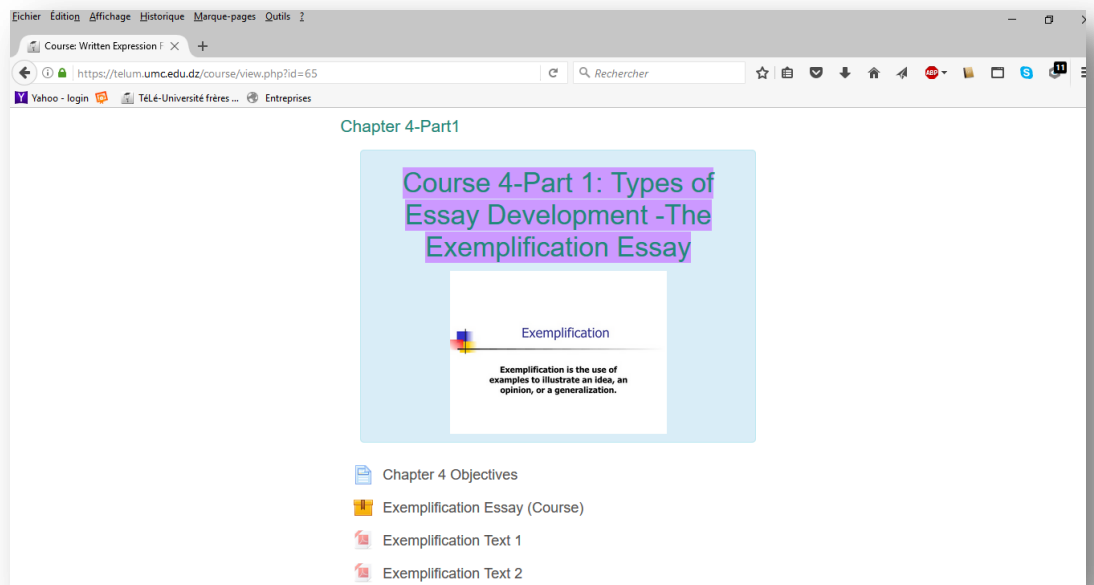 Fichier Édition Affichage Historique Marque-pages Outils ?
Course: Written Expression
https://telum.umc.edu.dz/course/view.php?id=65
Rechercher
ABP
11
Yahoo - login
TéLé-Université frères ...
Entreprises
Chapter 4-Part1
Course 4-Part 1: Types of
Essay Development -The
Exemplification Essay
Exemplification
Exemplification is the use of
examples to illustrate an idea, an
opinion, or a generalization.
Chapter 4 Objectives
Exemplification Essay (Course)
Exemplification Text 1
Exemplification Text 2